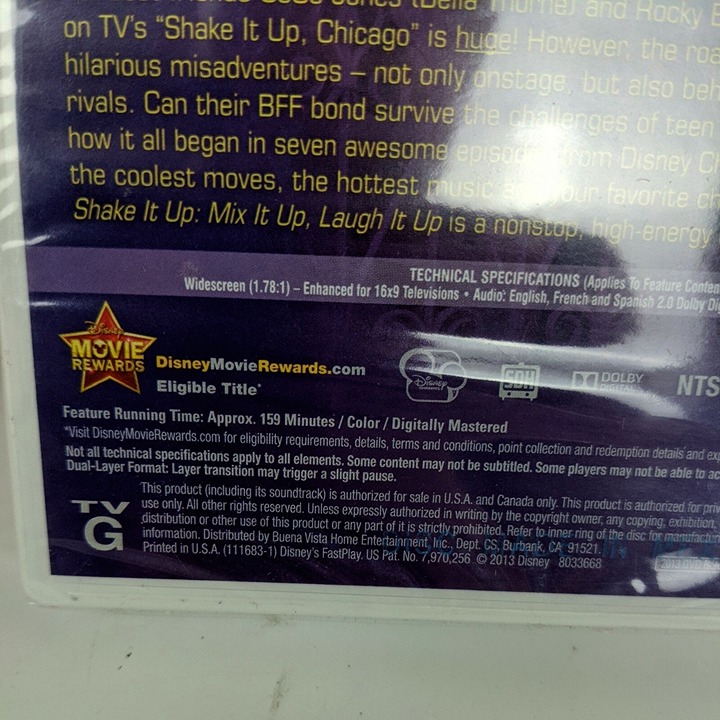 (Bella Thorne) and Rocky
on TV's "Shake It Up, Chicago" is huge! However, the
hilarious misadventures – not only onstage, but also
rivals. Can their BFF bond survive the challenges of teen
how it all began in seven awesome episodes from Disney
the coolest moves, the hottest music and your favorite
Shake It Up: Mix It Up, Laugh It Up is a nonstop, high-energy
TECHNICAL SPECIFICATIONS (Applies To Feature
Widescreen (1.78:1) – Enhanced for 16x9 Televisions • Audio: English, French and Spanish 2.0 Dolby
Disney
MOVIE
REWARDS
DisneyMovieRewards.com
Eligible Title*
Disney
SDH
DOLBY
DIGITAL
Feature Running Time: Approx. 159 Minutes / Color / Digitally Mastered
*Visit DisneyMovieRewards.com for eligibility requirements, details, terms and conditions, point collection and redemption details and
Not all technical specifications apply to all elements. Some content may not be subtitled. Some players may not be able to
Dual-Layer Format: Layer transition may trigger a slight pause.
TV
G
This product (including its soundtrack) is authorized for sale in U.S.A. and Canada only. This product is authorized for
use only. All other rights reserved. Unless expressly authorized in writing by the copyright owner, any copying, exhibition,
distribution or other use of this product or any part of it is strictly prohibited. Refer to inner ring of the disc for
information. Distributed by Buena Vista Home Entertainment, Inc., Dept. CS, Burbank, CA 91521.
Printed in U.S.A. (111683-1) Disney's FastPlay. US Pat. No. 7,970,256 © 2013 Disney 8033668